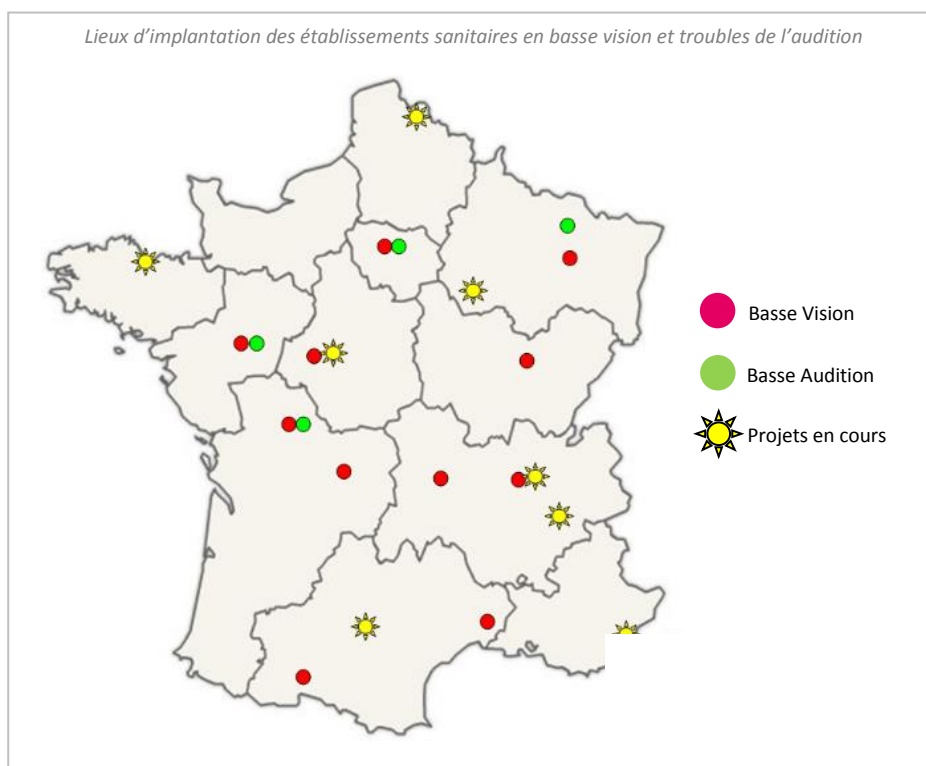 Lieux d’implantation des établissements sanitaires en basse vision et troubles de l’audition
Basse Vision
Basse Audition
Projets en cours